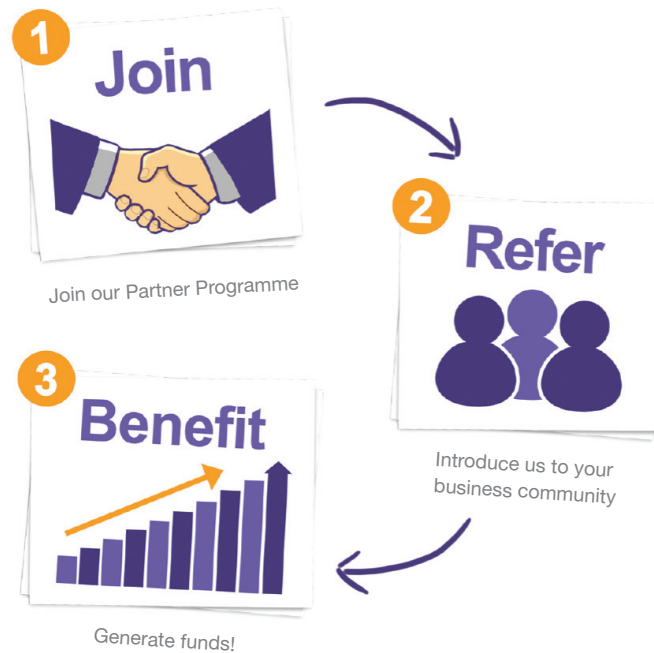 1
Join
Join our Partner Programme
2
Refer
Introduce us to your
business community
3
Benefit
Generate funds!